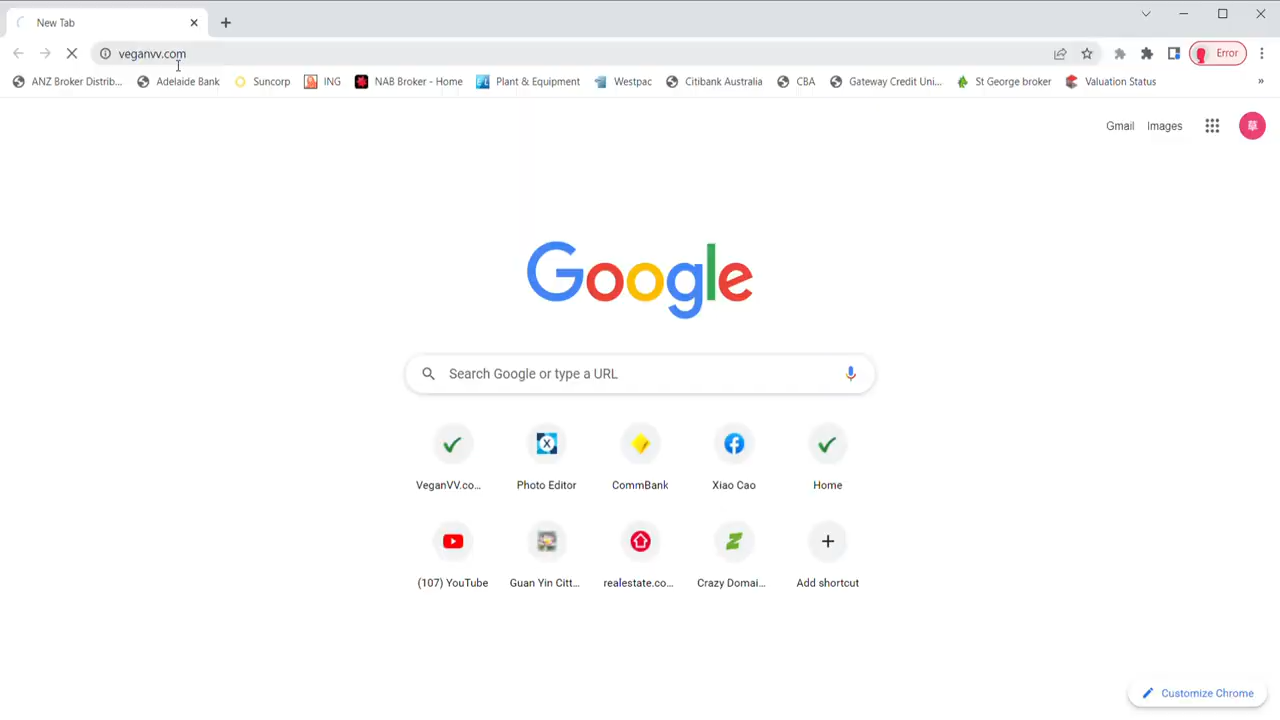 New Tab
veganvv.com
Error
ANZ Broker Distrib... Adelaide Bank Suncorp ING NAB Broker - Home Plant & Equipment Westpac Citibank Australia CBA Gateway Credit Uni... St George broker Valuation Status »
Gmail Images 華
Google
Search Google or type a URL
VeganVV.co... Photo Editor CommBank Xiao Cao Home
(107) YouTube Guan Yin Citt... realestate.co... Crazy Domai... Add shortcut
Customize Chrome